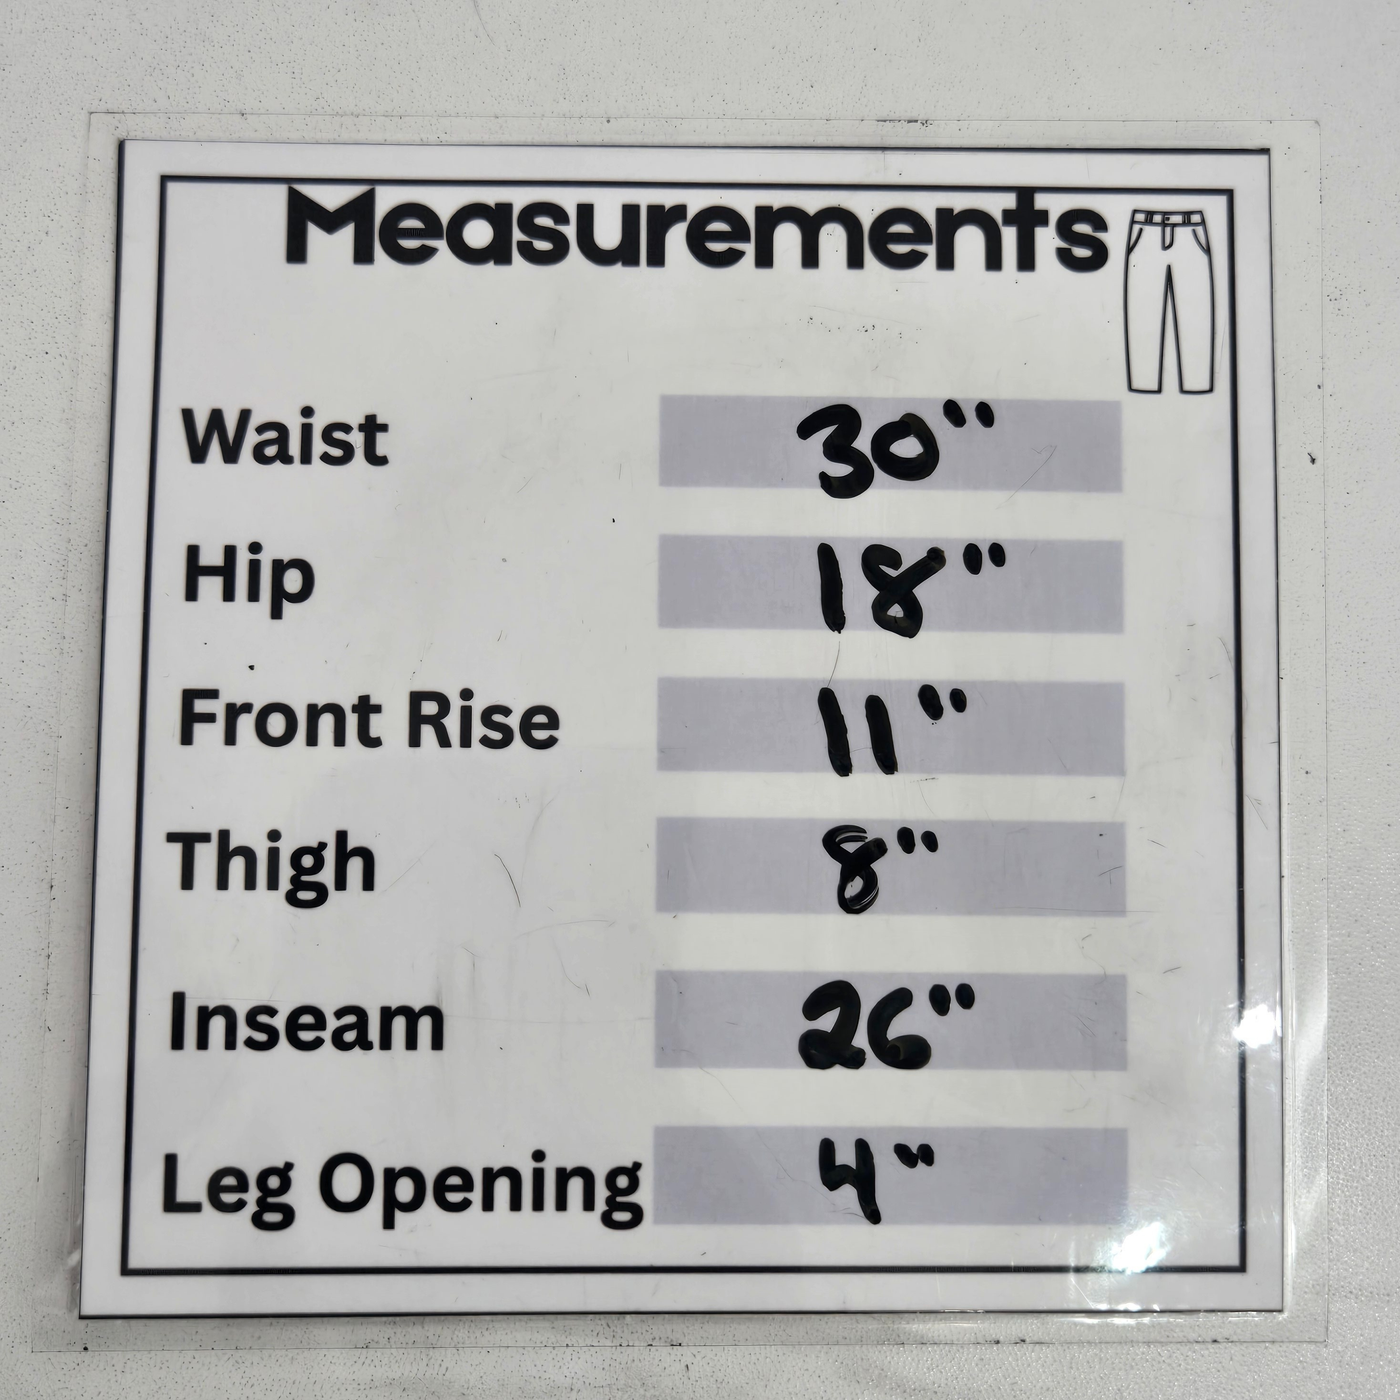 Measurements
Waist 30"
Hip 18"
Front Rise 11"
Thigh 8"
Inseam 26"
Leg Opening 4"